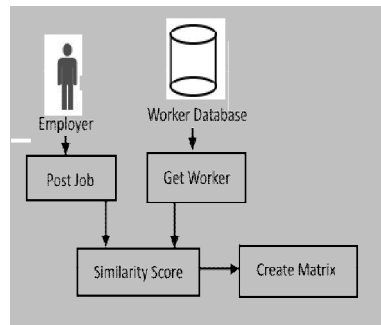 Employer
Worker Database
Post Job
Get Worker
Similarity Score
Create Matrix